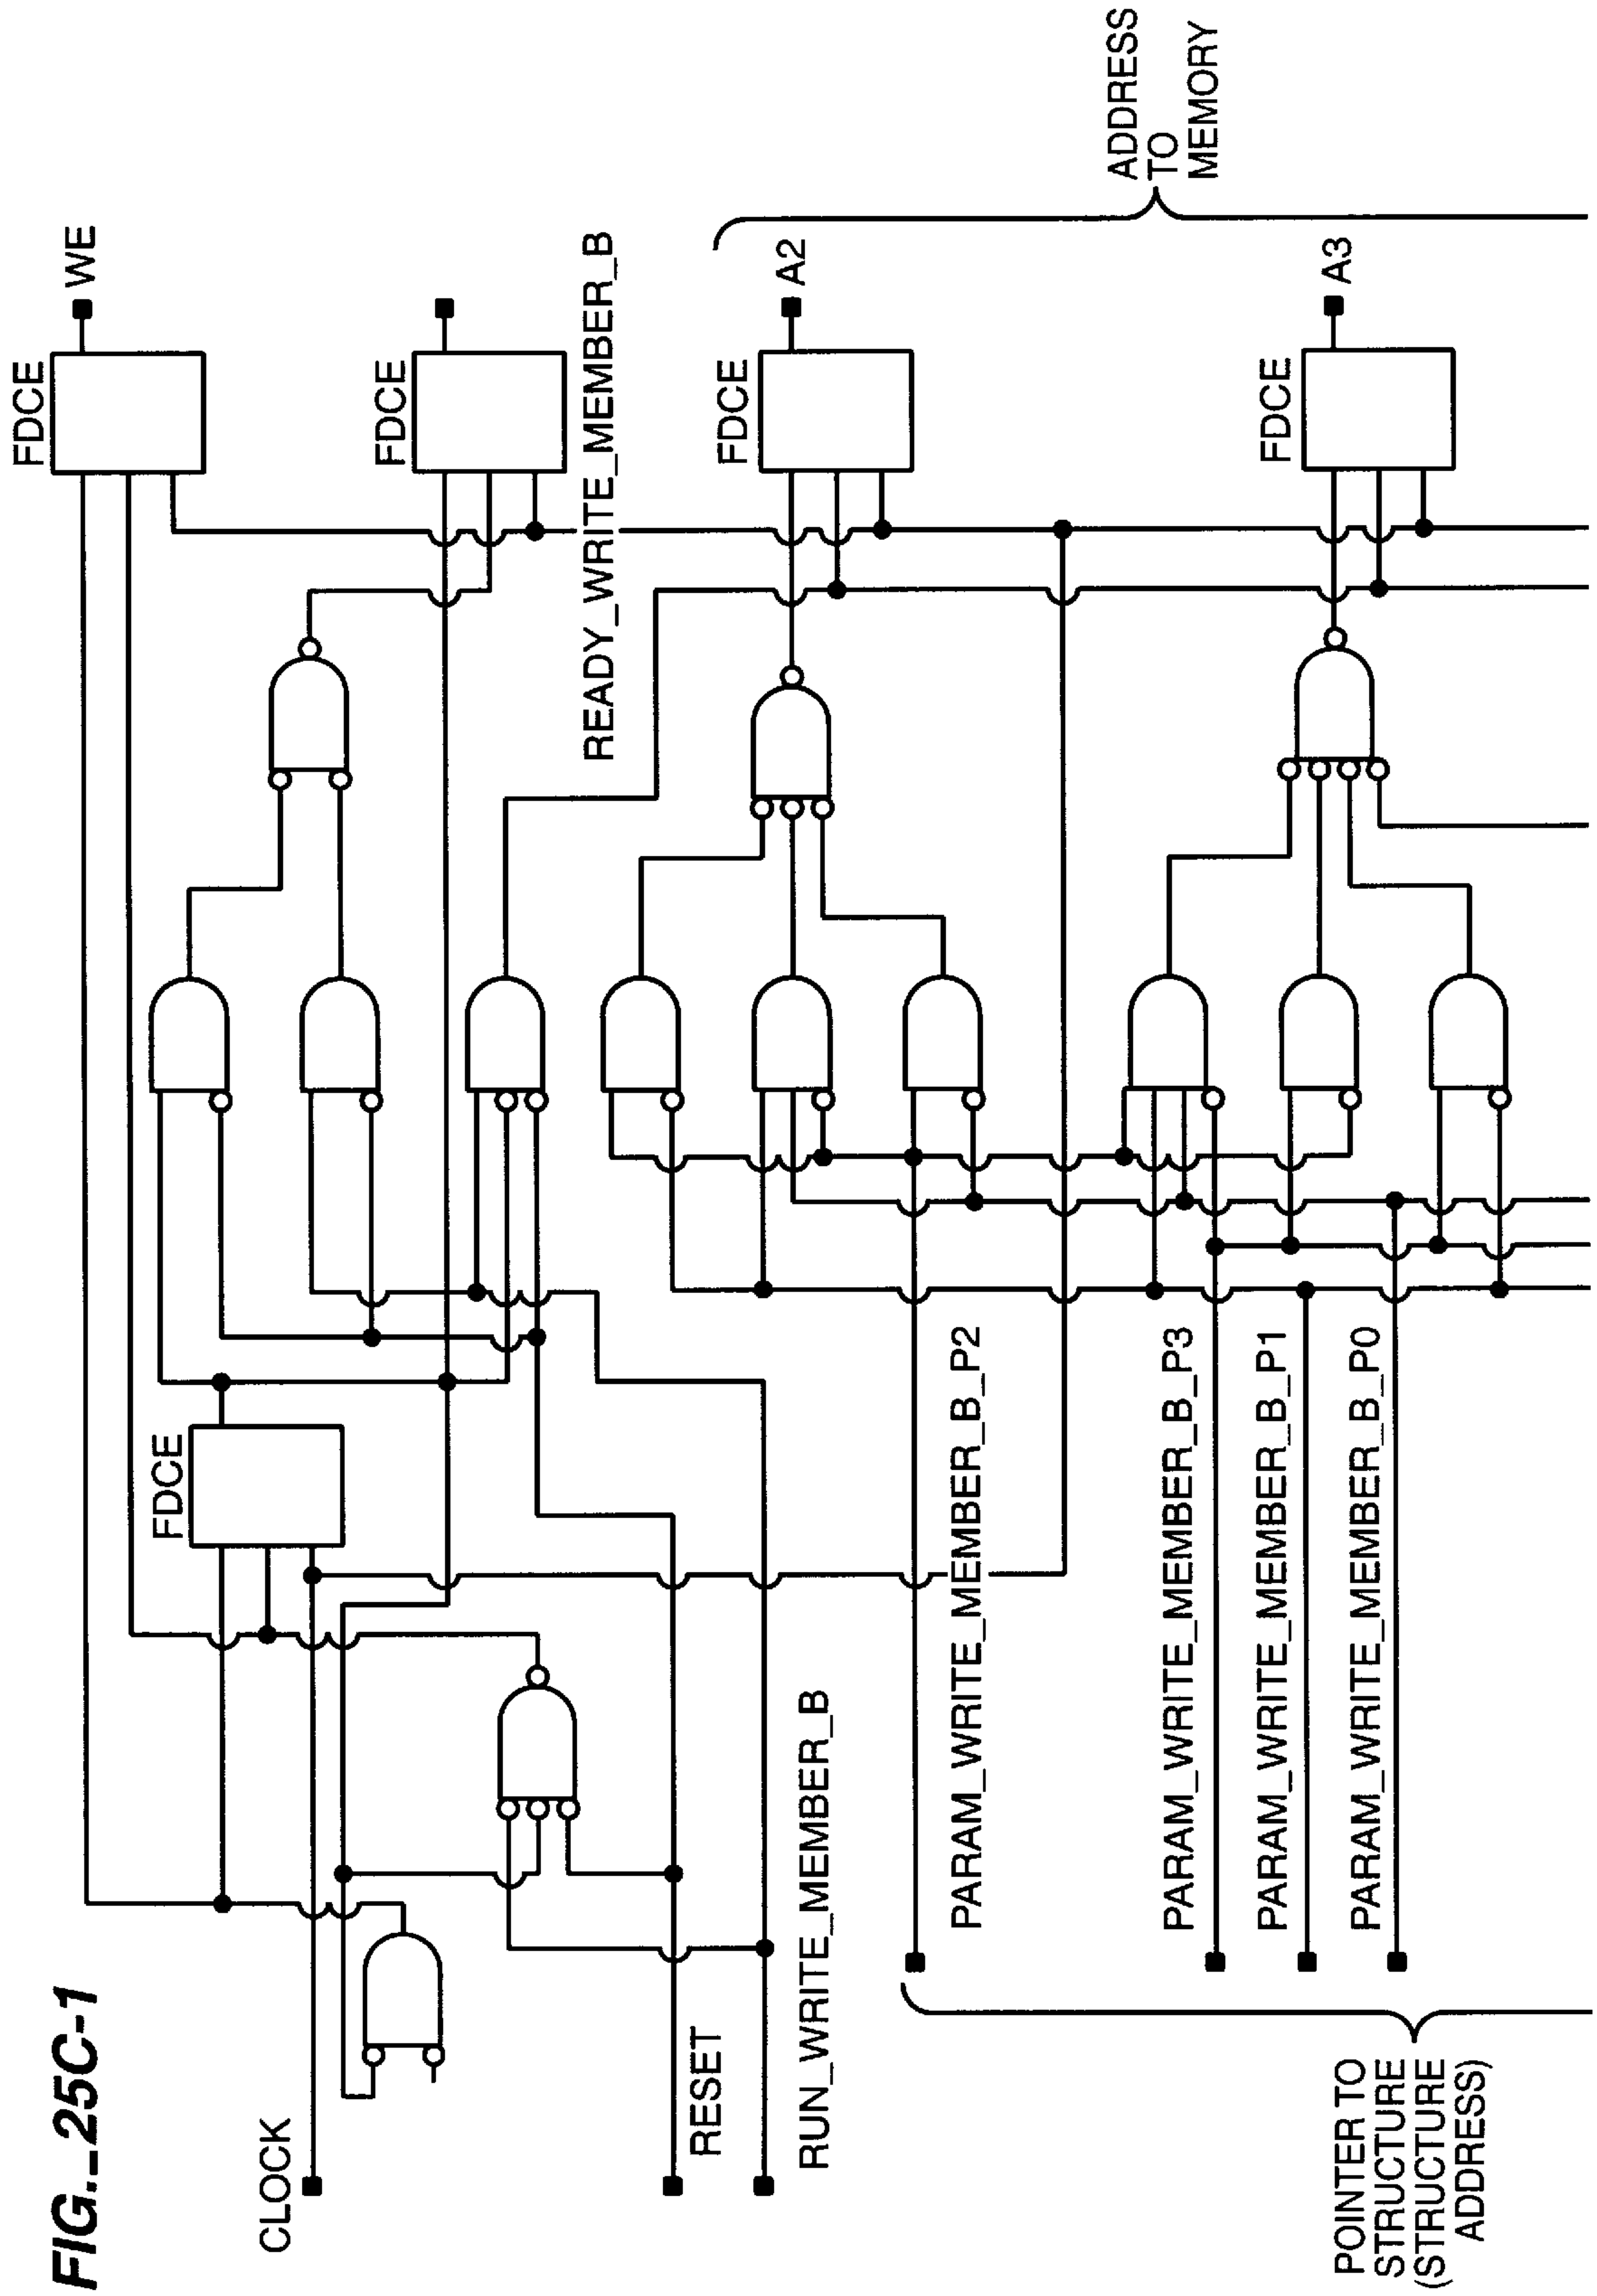 FIG._25C-1
FDCE
WE
FDCE
READY_WRITE_MEMBER_B
FDCE
A2
FDCE
A3
ADDRESS
TO
MEMORY
FDCE
CLOCK
RESET
RUN_WRITE_MEMBER_B
PARAM_WRITE_MEMBER_B_P2
PARAM_WRITE_MEMBER_B_P3
PARAM_WRITE_MEMBER_B_P1
PARAM_WRITE_MEMBER_B_P0
POINTER TO
STRUCTURE
(STRUCTURE
ADDRESS)